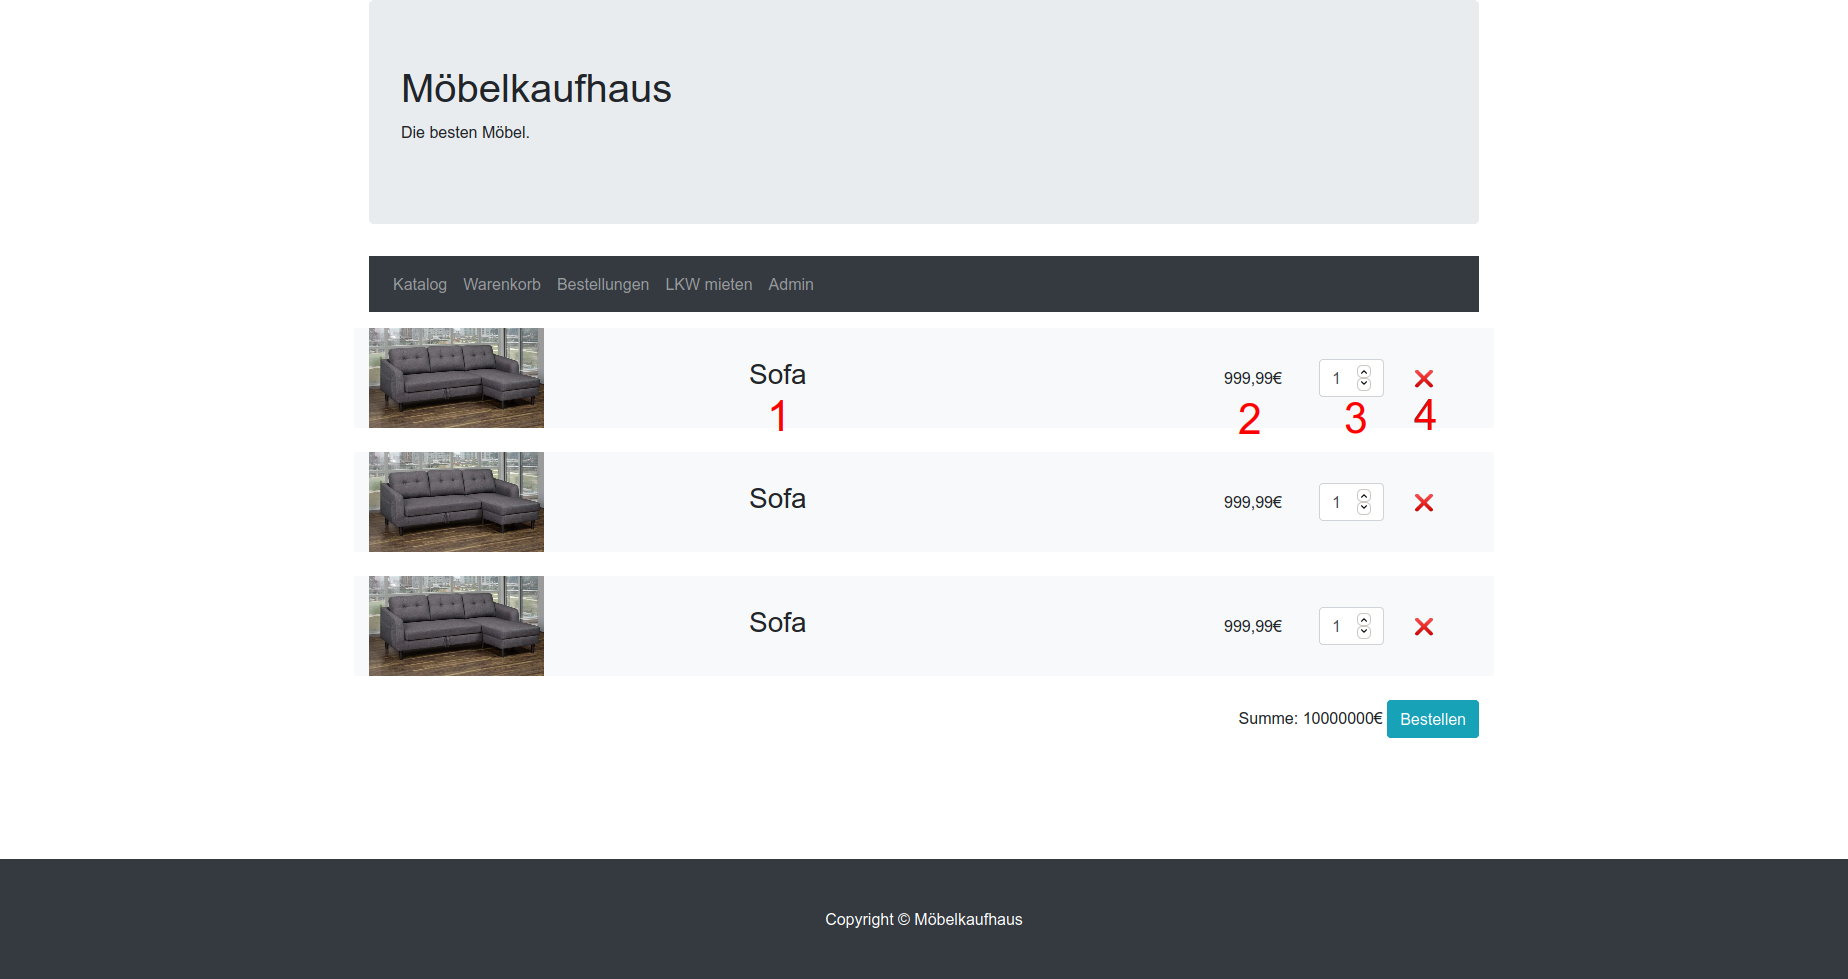 Möbelkaufhaus
Die besten Möbel.
Katalog Warenkorb Bestellungen LKW mieten Admin
Sofa 999,99€ 1
1 2 3 4
Sofa 999,99€ 1
Sofa 999,99€ 1
Summe: 10000000€ Bestellen
Copyright © Möbelkaufhaus